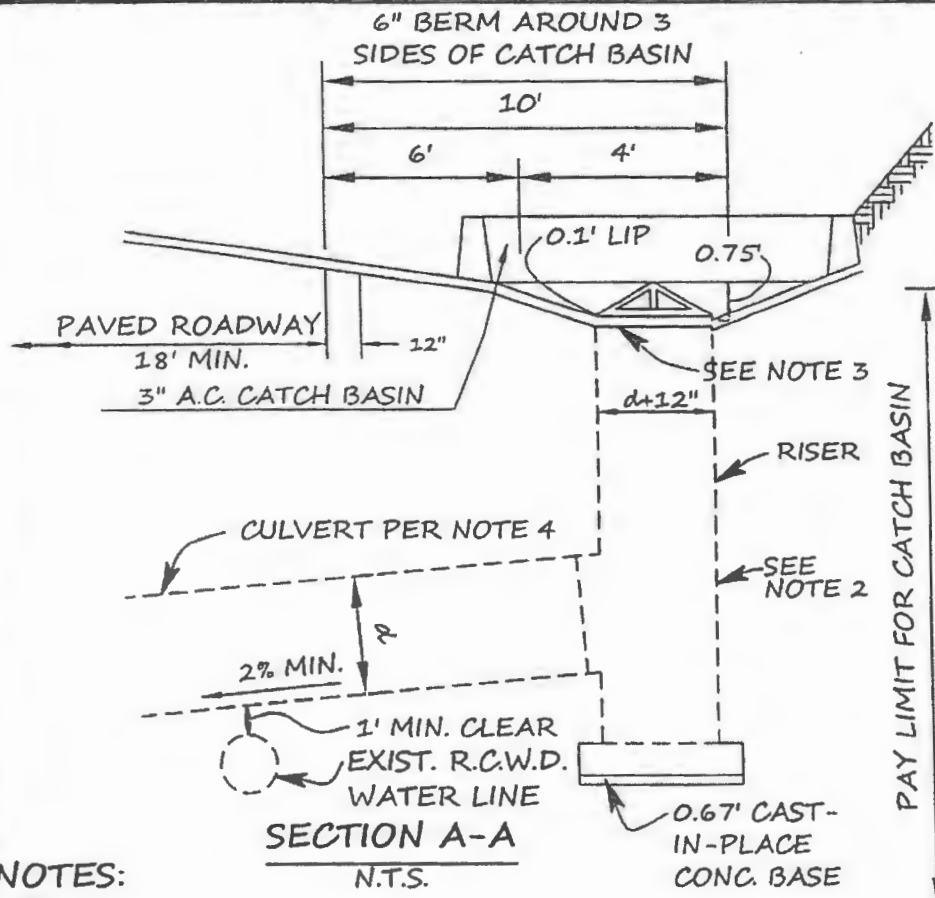 6" BERM AROUND 3
SIDES OF CATCH BASIN
10'
6'
4'
0.1' LIP
0.75'
PAVED ROADWAY
18' MIN.
12"
3" A.C. CATCH BASIN
SEE NOTE 3
d+12"
RISER
CULVERT PER NOTE 4
SEE
NOTE 2
d
2% MIN.
1' MIN. CLEAR
EXIST. R.C.W.D.
WATER LINE
0.67' CAST-
IN-PLACE
CONC. BASE
PAY LIMIT FOR CATCH BASIN
SECTION A-A
N.T.S.
NOTES: